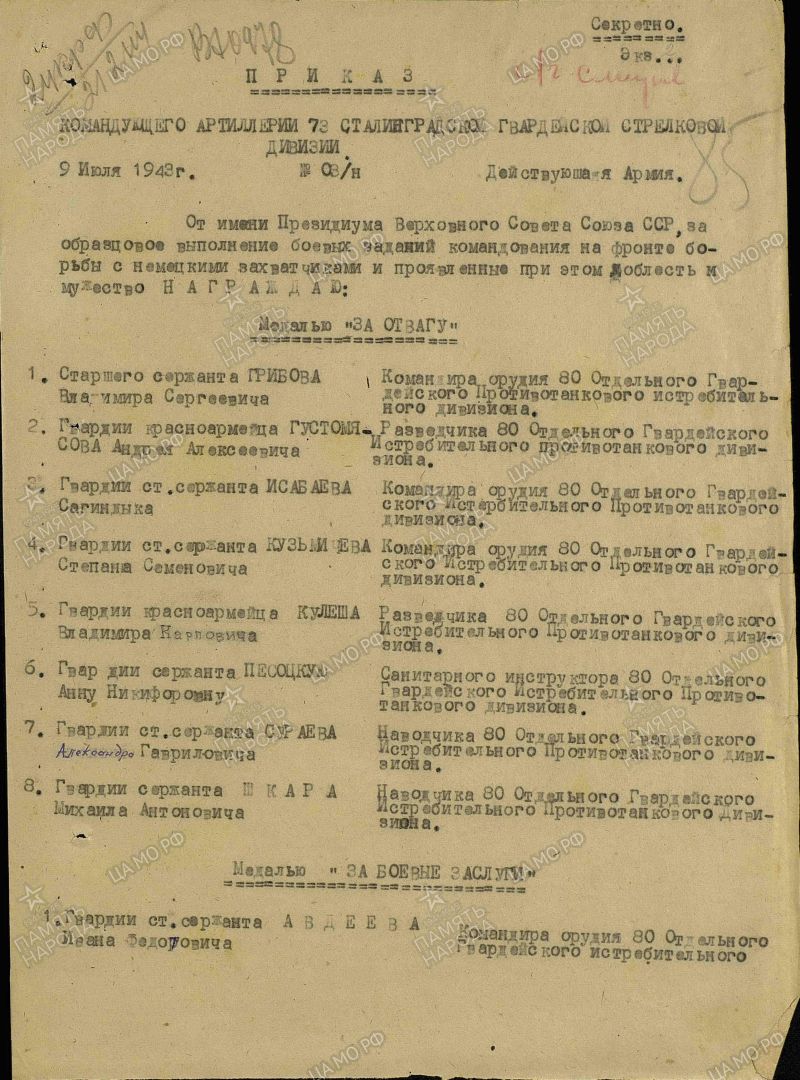 Секретно.
Экз...
В10978
ПРИКАЗ
КОМАНДУЮЩЕГО АРТИЛЛЕРИИ 73 СТАЛИНГРАДСКОЙ ГВАРДЕЙСКОЙ СТРЕЛКОВОЙ
ДИВИЗИИ.
9 Июля 1943г. № 03/н Действующая Армия.
85
От имени Президиума Верховного Совета Союза ССР, за
образцовое выполнение боевых заданий командования на фронте бо-
рьбы с немецкими захватчиками и проявленные при этом доблесть и
мужество НАГРАЖДАЮ:
Медалью "ЗА ОТВАГУ"
1. Старшего сержанта ГРИБОВА
Владимира Сергеевича
Командира орудия 80 Отдельного Гвар-
дейского Противотанкового истребитель-
ного дивизиона.
2. Гвардии красноармейца ГУСТОМЯ-
СОВА Андрея Алексеевича
Разведчика 80 Отдельного Гвардейского
Истребительного противотанкового диви-
зиона.
3. Гвардии ст.сержанта ИСАБАЕВА
Сагиндыка
Командира орудия 80 Отдельного Гвардей-
ского Истербительного Противотанкового
дивизиона.
4. Гвардии ст.сержанта КУЗЬМИЧЕВА
Степана Семеновича
Командира орудия 80 Отдельного Гвардей-
ского Истребительного Противотанкового
дивизиона.
5. Гвардии красноармейца КУЛЕША
Владимира Карповича
Разведчика 80 Отдельного Гвардейского
Истребительного Противотанкового диви-
зиона.
6. Гвардии сержанта ПЕСОЦКУЮ
Анну Никифоровну
Санитарного инструктора 80 Отдельного
Гвардейского Истребительного Противо-
танкового дивизиона.
7. Гвардии ст.сержанта СУРАЕВА
Александра Гавриловича
Наводчика 80 Отдельного Гвардейского
Истребительного Противотанкового диви-
зиона.
8. Гвардии сержанта ШКАРА
Михаила Антоновича
Наводчика 80 Отдельного Гвардейского
Истребительного Противотанкового диви-
зиона.
Медалью "ЗА БОЕВЫЕ ЗАСЛУГИ"
1. Гвардии ст.сержанта АВДЕЕВА
Ивана Федоровича
Командира орудия 80 Отдельного
Гвардейского истребительного